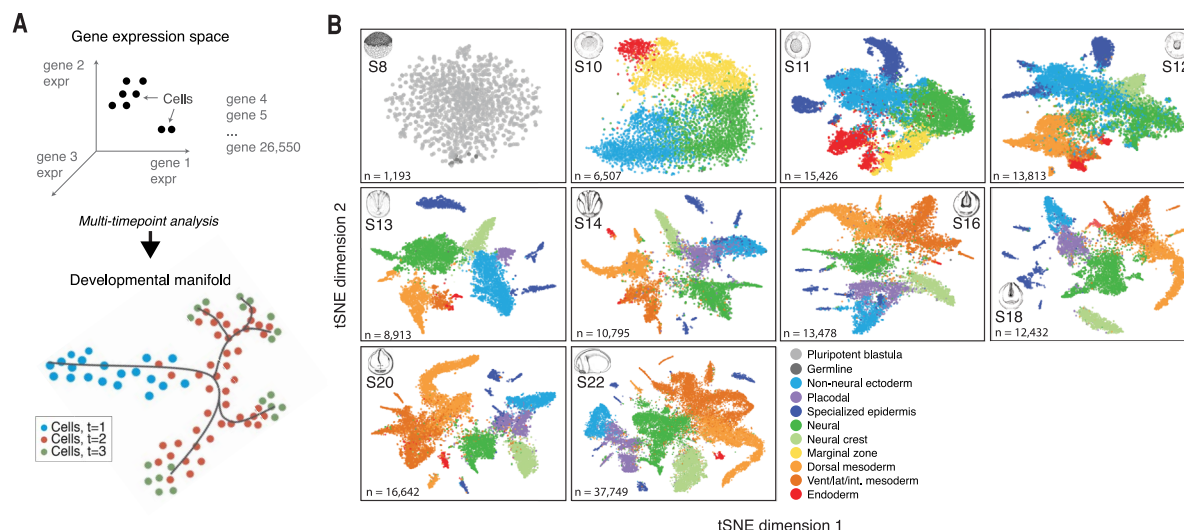 A
Gene expression space
gene 2
expr
Cells
gene 4
gene 5
...
gene 26,550
gene 3
expr
gene 1
expr
Multi-timepoint analysis
Developmental manifold
Cells, t=1
Cells, t=2
Cells, t=3
B
tSNE dimension 2
S8
n = 1,193
S10
n = 6,507
S11
n = 15,426
S12
n = 13,813
S13
n = 8,913
S14
n = 10,795
S16
n = 13,478
S18
n = 12,432
S20
n = 16,642
S22
n = 37,749
Pluripotent blastula
Germline
Non-neural ectoderm
Placodal
Specialized epidermis
Neural
Neural crest
Marginal zone
Dorsal mesoderm
Vent/lat/int. mesoderm
Endoderm
tSNE dimension 1